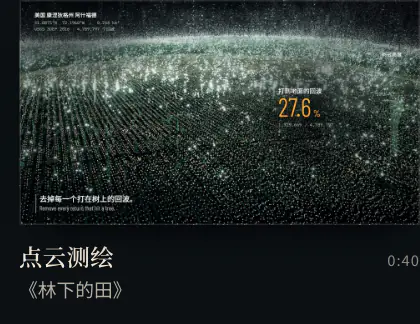 美国 康涅狄格州 阿什福德
打到地面的回波
27.6 %
去掉每一个打在树上的回波。
Remove every return that hit a tree.
点云测绘
0:40
《林下的田》